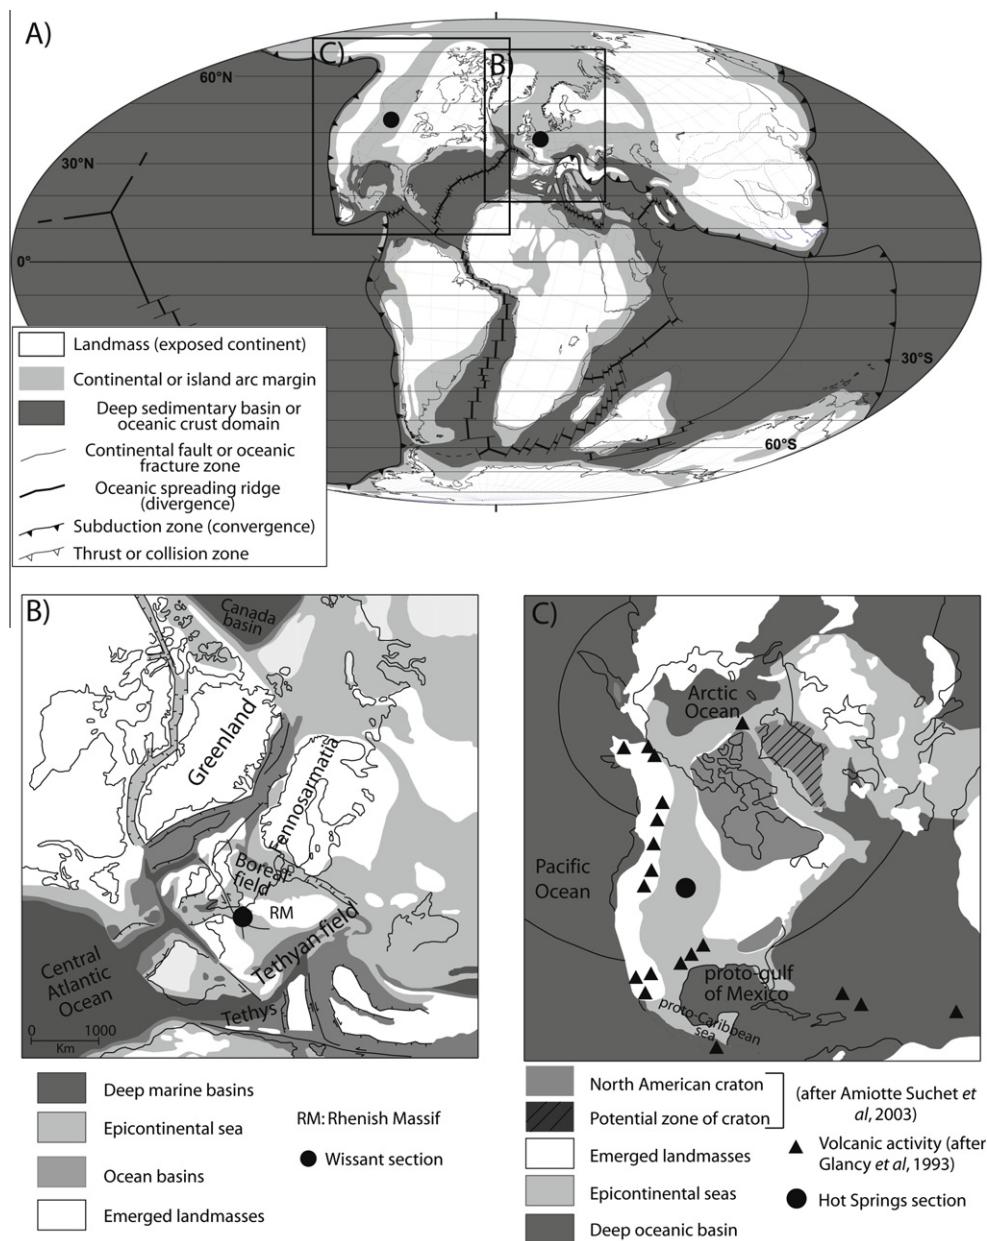 A)
C)
B)
60°N
30°N
0°
30°S
60°S
Landmass (exposed continent)
Continental or island arc margin
Deep sedimentary basin or
oceanic crust domain
Continental fault or oceanic
fracture zone
Oceanic spreading ridge
(divergence)
Subduction zone (convergence)
Thrust or collision zone
B)
Canada
basin
Greenland
Fennosarmatia
Boreal
field
RM
Tethyan field
Central
Atlantic
Ocean
Tethys
0 1000
Km
Deep marine basins
Epicontinental sea
Ocean basins
Emerged landmasses
RM: Rhenish Massif
Wissant section
C)
Arctic
Ocean
Pacific
Ocean
proto-gulf
of Mexico
proto-Caribbean
sea
North American craton
Potential zone of craton
(after Amiotte Suchet et
al, 2003)
Emerged landmasses
Epicontinental seas
Deep oceanic basin
Volcanic activity (after
Glancy et al, 1993)
Hot Springs section